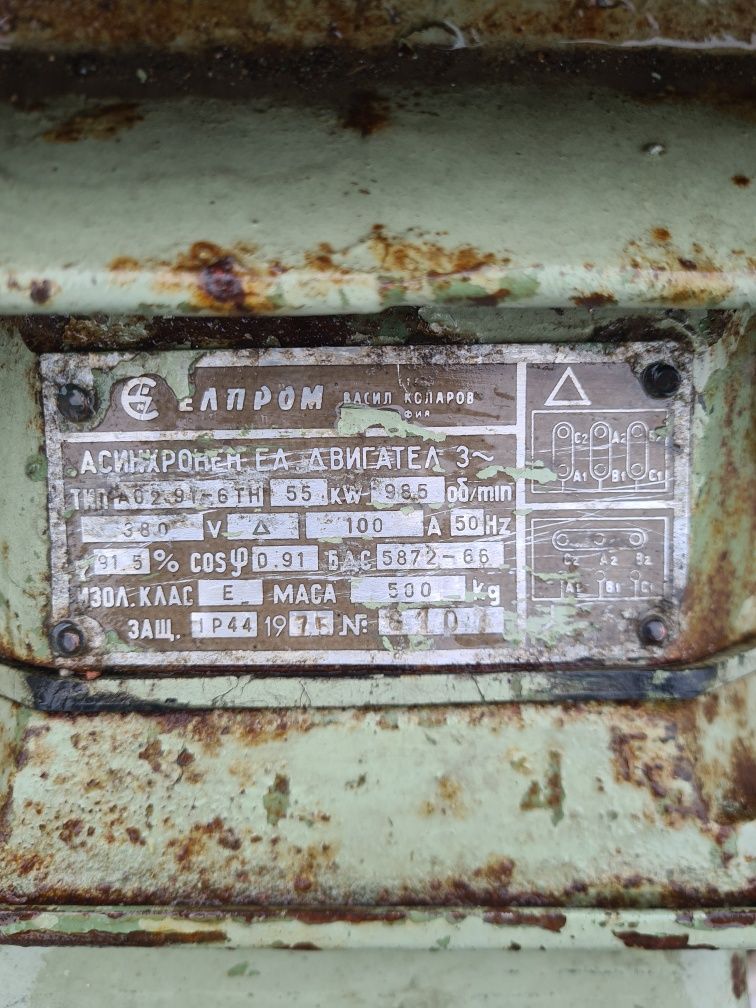 ЕЛПРОМ ВАСИЛ КОЛАРОВ
АСИНХРОНЕН ЕЛ ДВИГАТЕЛ 3~
ТИП АО2 91-6ТН 55 KW 985 об/min
380 V Δ 100 A 50 Hz
91.5 % cosφ 0.91 БДС 5872-66
ИЗОЛ. КЛАС E МАСА 500 kg
ЗАЩ. IP44 1975 №:
Δ
C2 A2 B2
A1 B1 C1
C2 A2 B2
A1 B1 C1